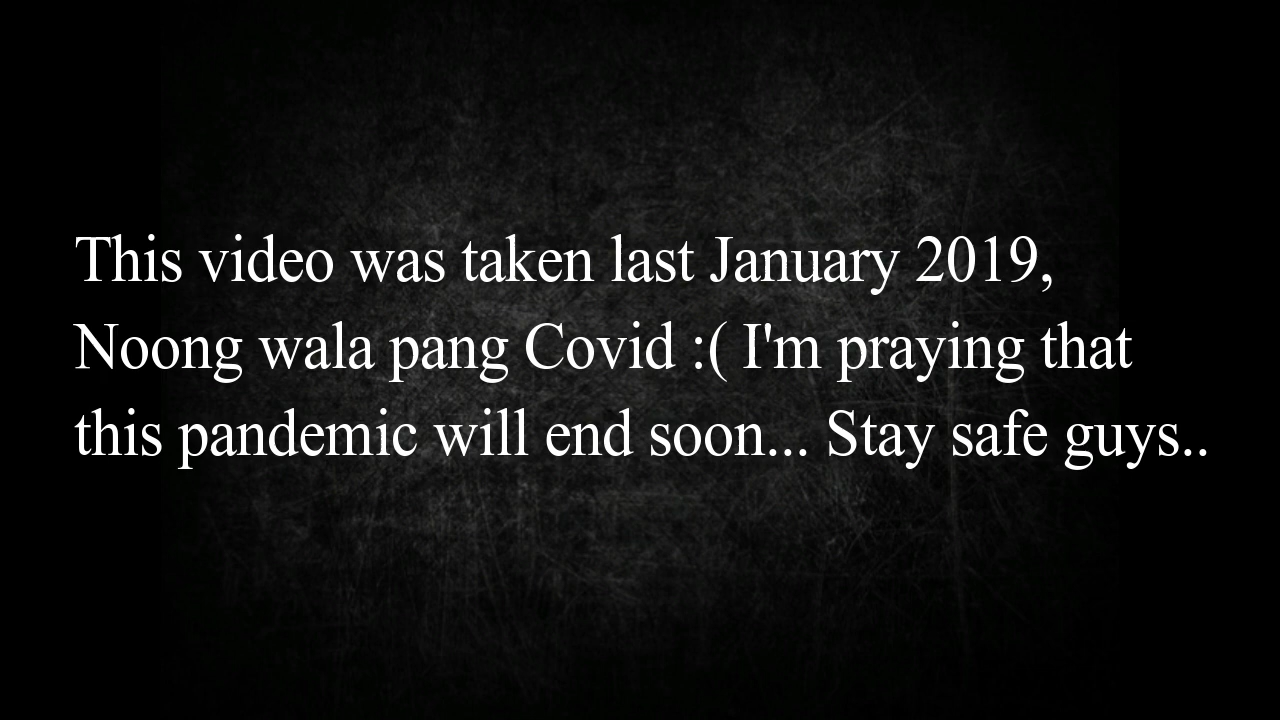 This video was taken last January 2019,
Noong wala pang Covid :( I'm praying that
this pandemic will end soon... Stay safe guys..